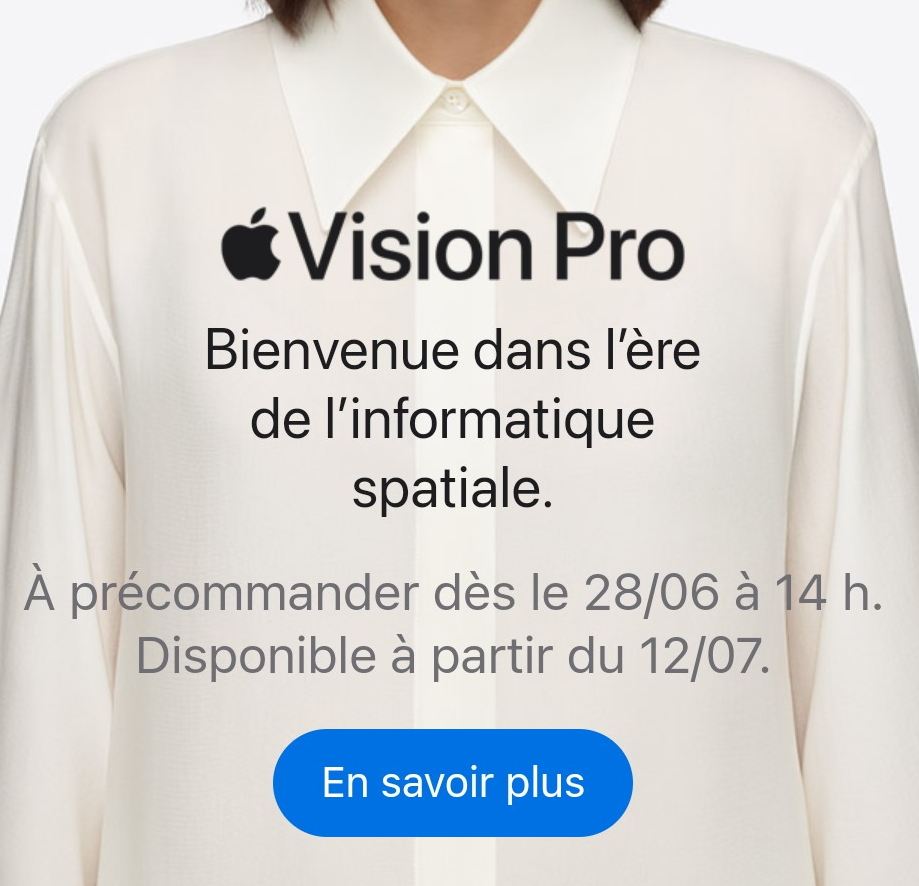 Vision Pro
Bienvenue dans l’ère
de l’informatique
spatiale.
À précommander dès le 28/06 à 14 h.
Disponible à partir du 12/07.
En savoir plus